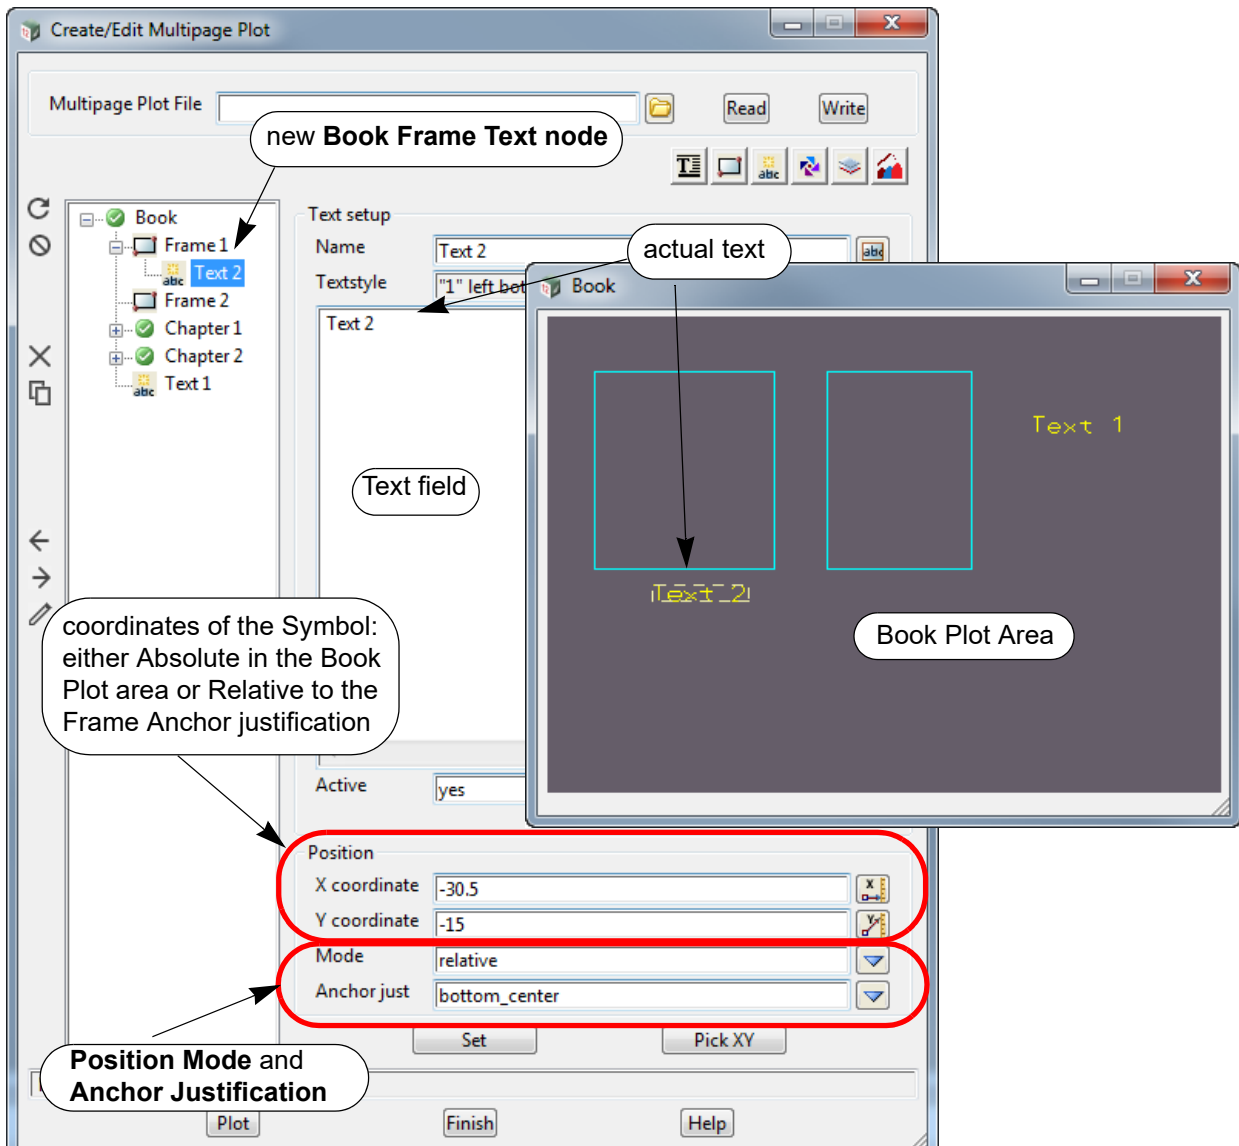 Create/Edit Multipage Plot
Multipage Plot File
Read
Write
new Book Frame Text node
Book
Frame 1
Text 2
Frame 2
Chapter 1
Chapter 2
Text 1
Text setup
Name
Text 2
actual text
Textstyle
"1" left bot
Text 2
Text field
Book
Text 1
Text 2
Book Plot Area
coordinates of the Symbol:
either Absolute in the Book
Plot area or Relative to the
Frame Anchor justification
Active
yes
Position
X coordinate
-30.5
Y coordinate
-15
Mode
relative
Anchor just
bottom_center
Set
Pick XY
Position Mode and
Anchor Justification
Plot
Finish
Help